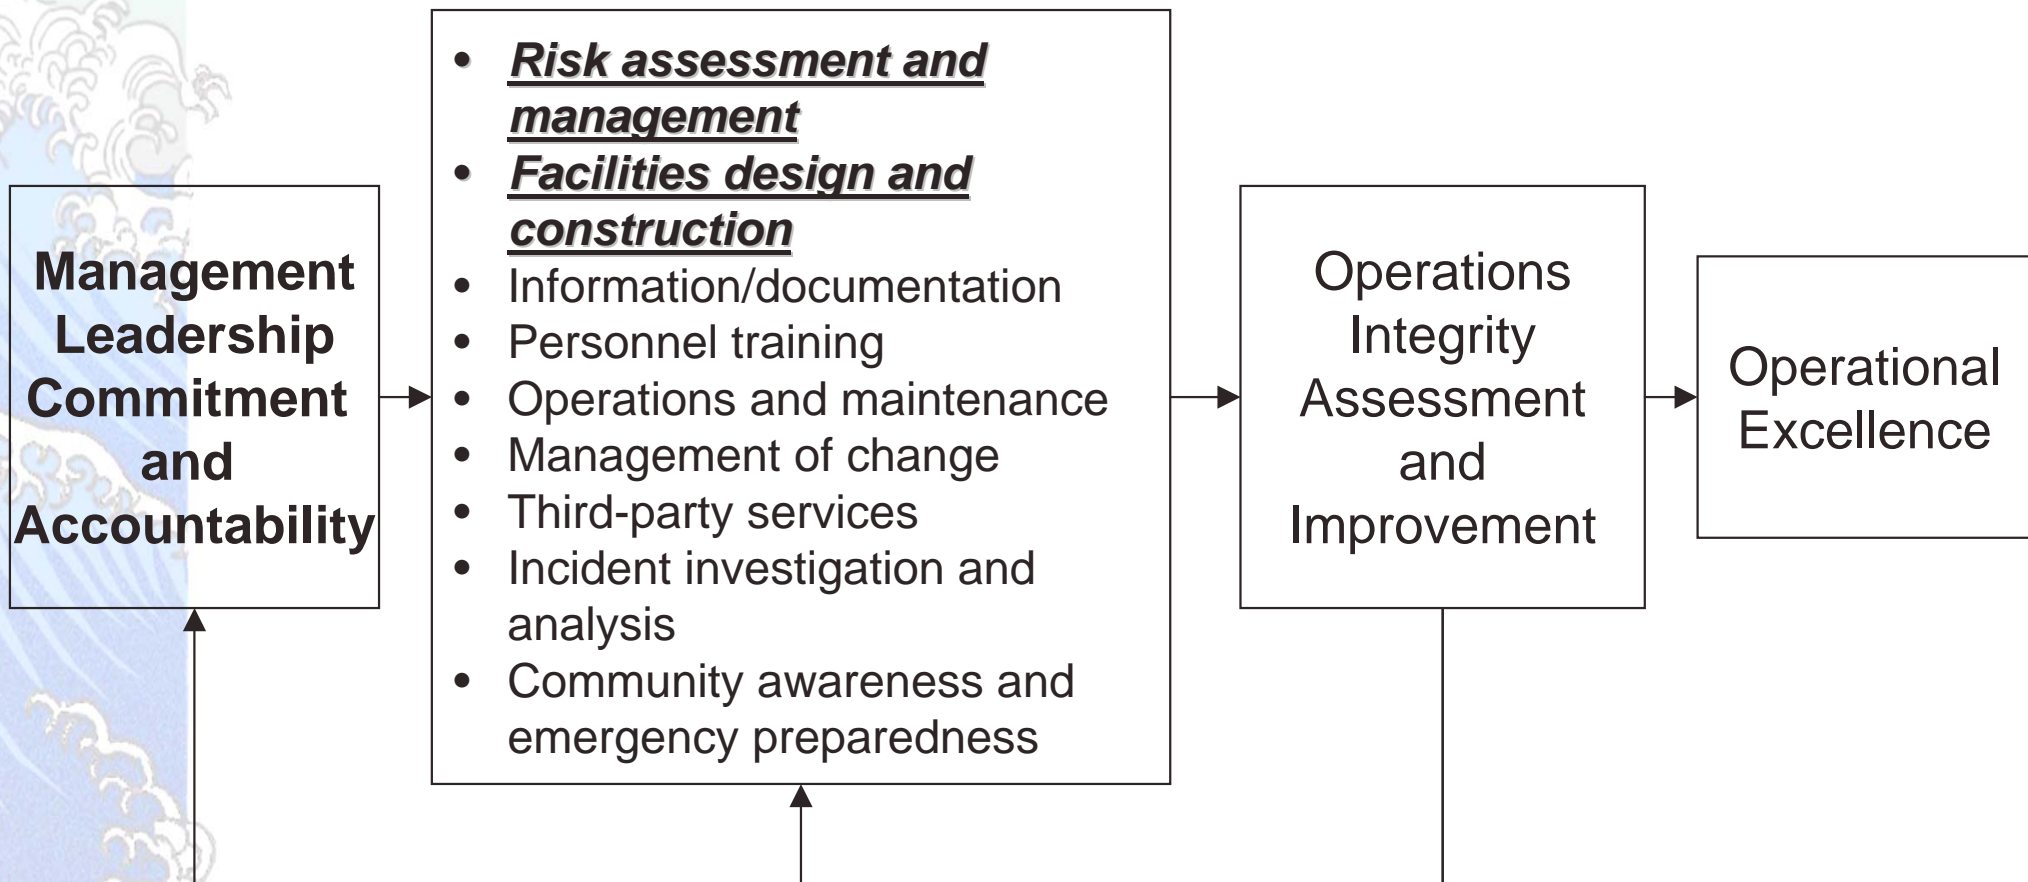 Management
Leadership
Commitment
and
Accountability
• Risk assessment and
management
• Facilities design and
construction
• Information/documentation
• Personnel training
• Operations and maintenance
• Management of change
• Third-party services
• Incident investigation and
analysis
• Community awareness and
emergency preparedness
Operations
Integrity
Assessment
and
Improvement
Operational
Excellence